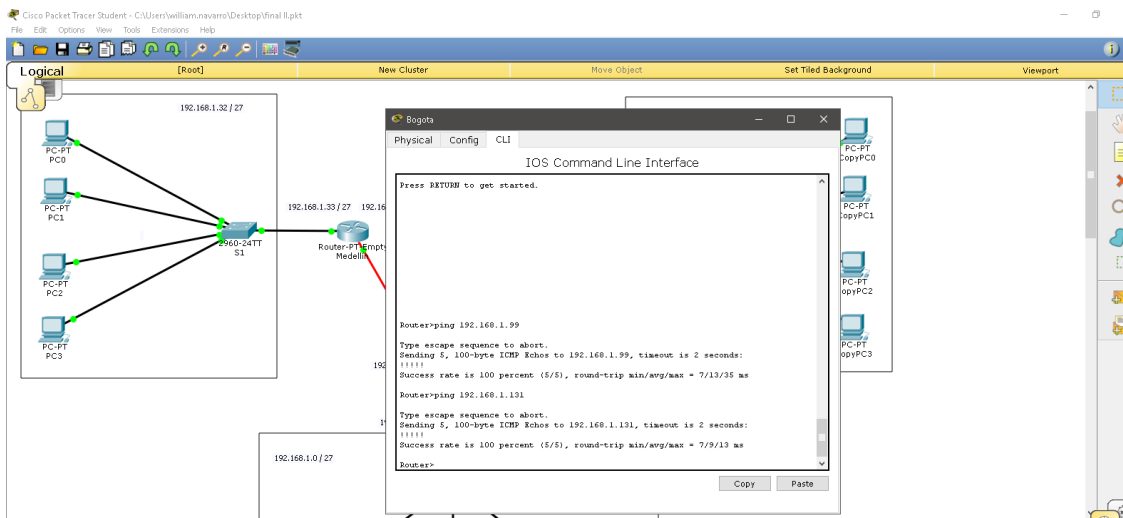 Cisco Packet Tracer Student - C:\Users\william.navarro\Desktop\final II.pkt
File Edit Options View Tools Extensions Help
Logical [Root] New Cluster Move Object Set Tiled Background Viewport
192.168.1.32 / 27
PC-PT
PC0
PC-PT
PC1
PC-PT
PC2
PC-PT
PC3
2960-24TT
S1
192.168.1.33 / 27 192.16
Router-PT-Empty
Medellin
192
192.168.1.0 / 27
Bogota
Physical Config CLI
IOS Command Line Interface
Press RETURN to get started.
Router>ping 192.168.1.99
Type escape sequence to abort.
Sending 5, 100-byte ICMP Echos to 192.168.1.99, timeout is 2 seconds:
!!!!!
Success rate is 100 percent (5/5), round-trip min/avg/max = 7/13/35 ms
Router>ping 192.168.1.131
Type escape sequence to abort.
Sending 5, 100-byte ICMP Echos to 192.168.1.131, timeout is 2 seconds:
!!!!!
Success rate is 100 percent (5/5), round-trip min/avg/max = 7/9/13 ms
Router>
Copy Paste
PC-PT
CopyPC0
PC-PT
CopyPC1
PC-PT
opyPC2
PC-PT
opyPC3